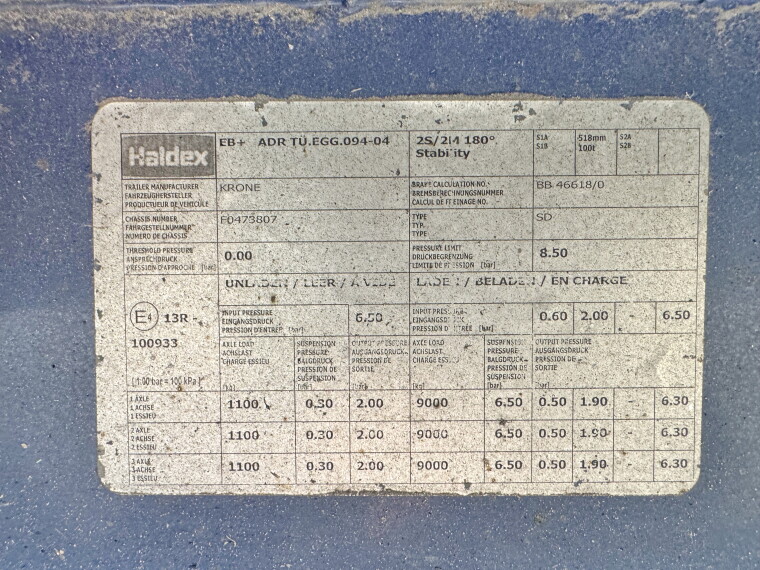 Haldex
EB+ ADR TÜ.EGG.094-04
2S/2M 180°
Stability
S1A 518mm S2A
S1B 100t S2B
TRAILER MANUFACTURER
FAHRZEUGHERSTELLER
PRODUCTEUR DE VEHICULE
KRONE
BRAKE CALCULATION NO.
BREMSBERECHNUNGSNUMMER
CALCUL DE FREINAGE NO.
BB 46618/0
CHASSIS NUMBER
FAHRGESTELLNUMMER
NUMERO DE CHASSIS
F0473807
TYPE
TYP
TYPE
SD
THRESHOLD PRESSURE
ANSPRECHDRUCK
PRESSION D'APPROCHE [bar]
0.00
PRESSURE LIMIT
DRUCKBEGRENZUNG
LIMITE DE PRESSION [bar]
8.50
UNLADEN / LEER / A VIDE
LADEN / BELADEN / EN CHARGE
E4 13R -
100933
[1.00 bar = 100 kPa]
INPUT PRESSURE
EINGANGSDRUCK
PRESSION D'ENTREE [bar]
6.50
INPUT PRESSURE
EINGANGSDRUCK
PRESSION D'ENTREE [bar]
0.60 2.00 - 6.50
AXLE LOAD
ACHSLAST
CHARGE ESSIEU
[kg]
SUSPENSION
PRESSURE
BALGDRUCK
PRESSION DE
SUSPENSION
[bar]
OUTPUT PRESSURE
AUSGANGSDRUCK
PRESSION DE
SORTIE
[bar]
AXLE LOAD
ACHSLAST
CHARGE ESSIEU
[kg]
SUSPENSION
PRESSURE
BALGDRUCK
PRESSION DE
SUSPENSION
[bar]
OUTPUT PRESSURE
AUSGANGSDRUCK
PRESSION DE
SORTIE
[bar]
1 AXLE
1 ACHSE
1 ESSIEU
1100 0.30 2.00 9000 6.50 0.50 1.90 - 6.30
2 AXLE
2 ACHSE
2 ESSIEU
1100 0.30 2.00 9000 6.50 0.50 1.90 - 6.30
3 AXLE
3 ACHSE
3 ESSIEU
1100 0.30 2.00 9000 6.50 0.50 1.90 - 6.30